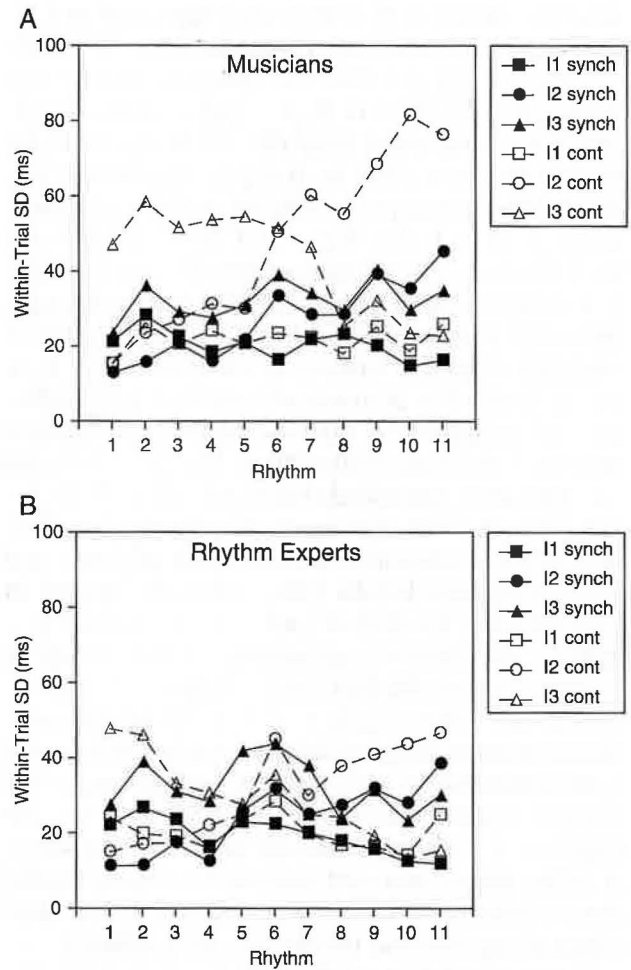 A
Musicians
100
80
60
40
20
0
Within-Trial SD (ms)
1 2 3 4 5 6 7 8 9 10 11
Rhythm
I1 synch
I2 synch
I3 synch
I1 cont
I2 cont
I3 cont
B
Rhythm Experts
100
80
60
40
20
0
Within-Trial SD (ms)
1 2 3 4 5 6 7 8 9 10 11
Rhythm
I1 synch
I2 synch
I3 synch
I1 cont
I2 cont
I3 cont